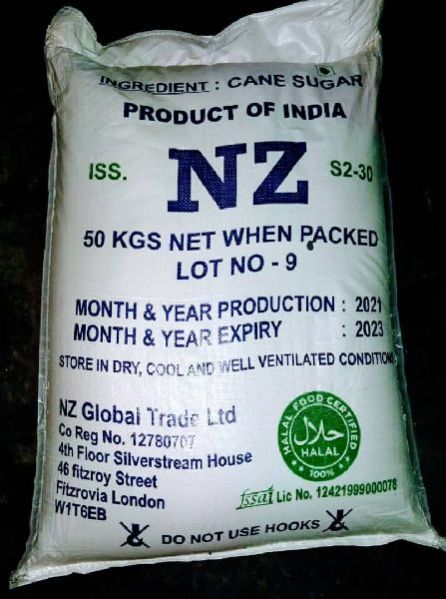 INGREDIENT : CANE SUGAR
PRODUCT OF INDIA
ISS. NZ S2-30
50 KGS NET WHEN PACKED
LOT NO - 9
MONTH & YEAR PRODUCTION : 2021
MONTH & YEAR EXPIRY : 2023
STORE IN DRY, COOL AND WELL VENTILATED CONDITION
NZ Global Trade Ltd
Co Reg No. 12780707
4th Floor Silverstream House
46 fitzroy Street
Fitzrovia London
W1T6EB
HALAL FOOD CERTIFIED
حلال
HALAL
100%
fssai Lic No. 12421999000078
DO NOT USE HOOKS